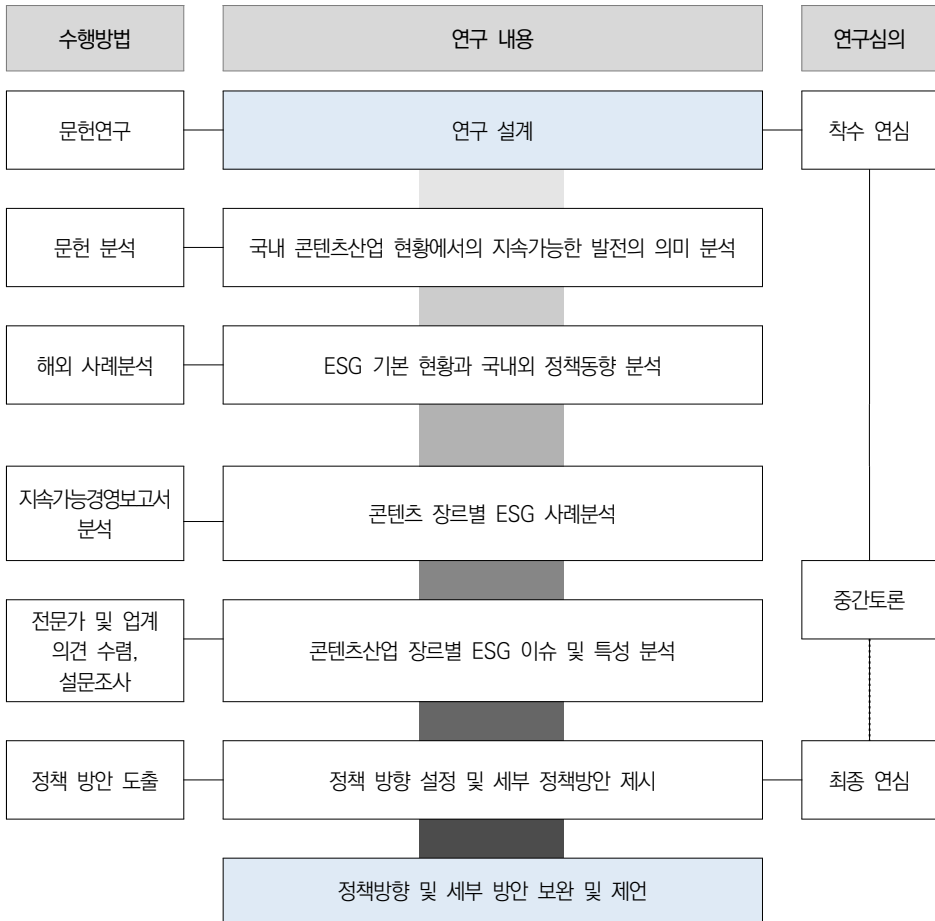 수행방법
연구 내용
연구심의
문헌연구
연구 설계
착수 연심
문헌 분석
국내 콘텐츠산업 현황에서의 지속가능한 발전의 의미 분석
해외 사례분석
ESG 기본 현황과 국내외 정책동향 분석
지속가능경영보고서
분석
콘텐츠 장르별 ESG 사례분석
중간토론
전문가 및 업계
의견 수렴,
설문조사
콘텐츠산업 장르별 ESG 이슈 및 특성 분석
정책 방안 도출
정책 방향 설정 및 세부 정책방안 제시
최종 연심
정책방향 및 세부 방안 보완 및 제언